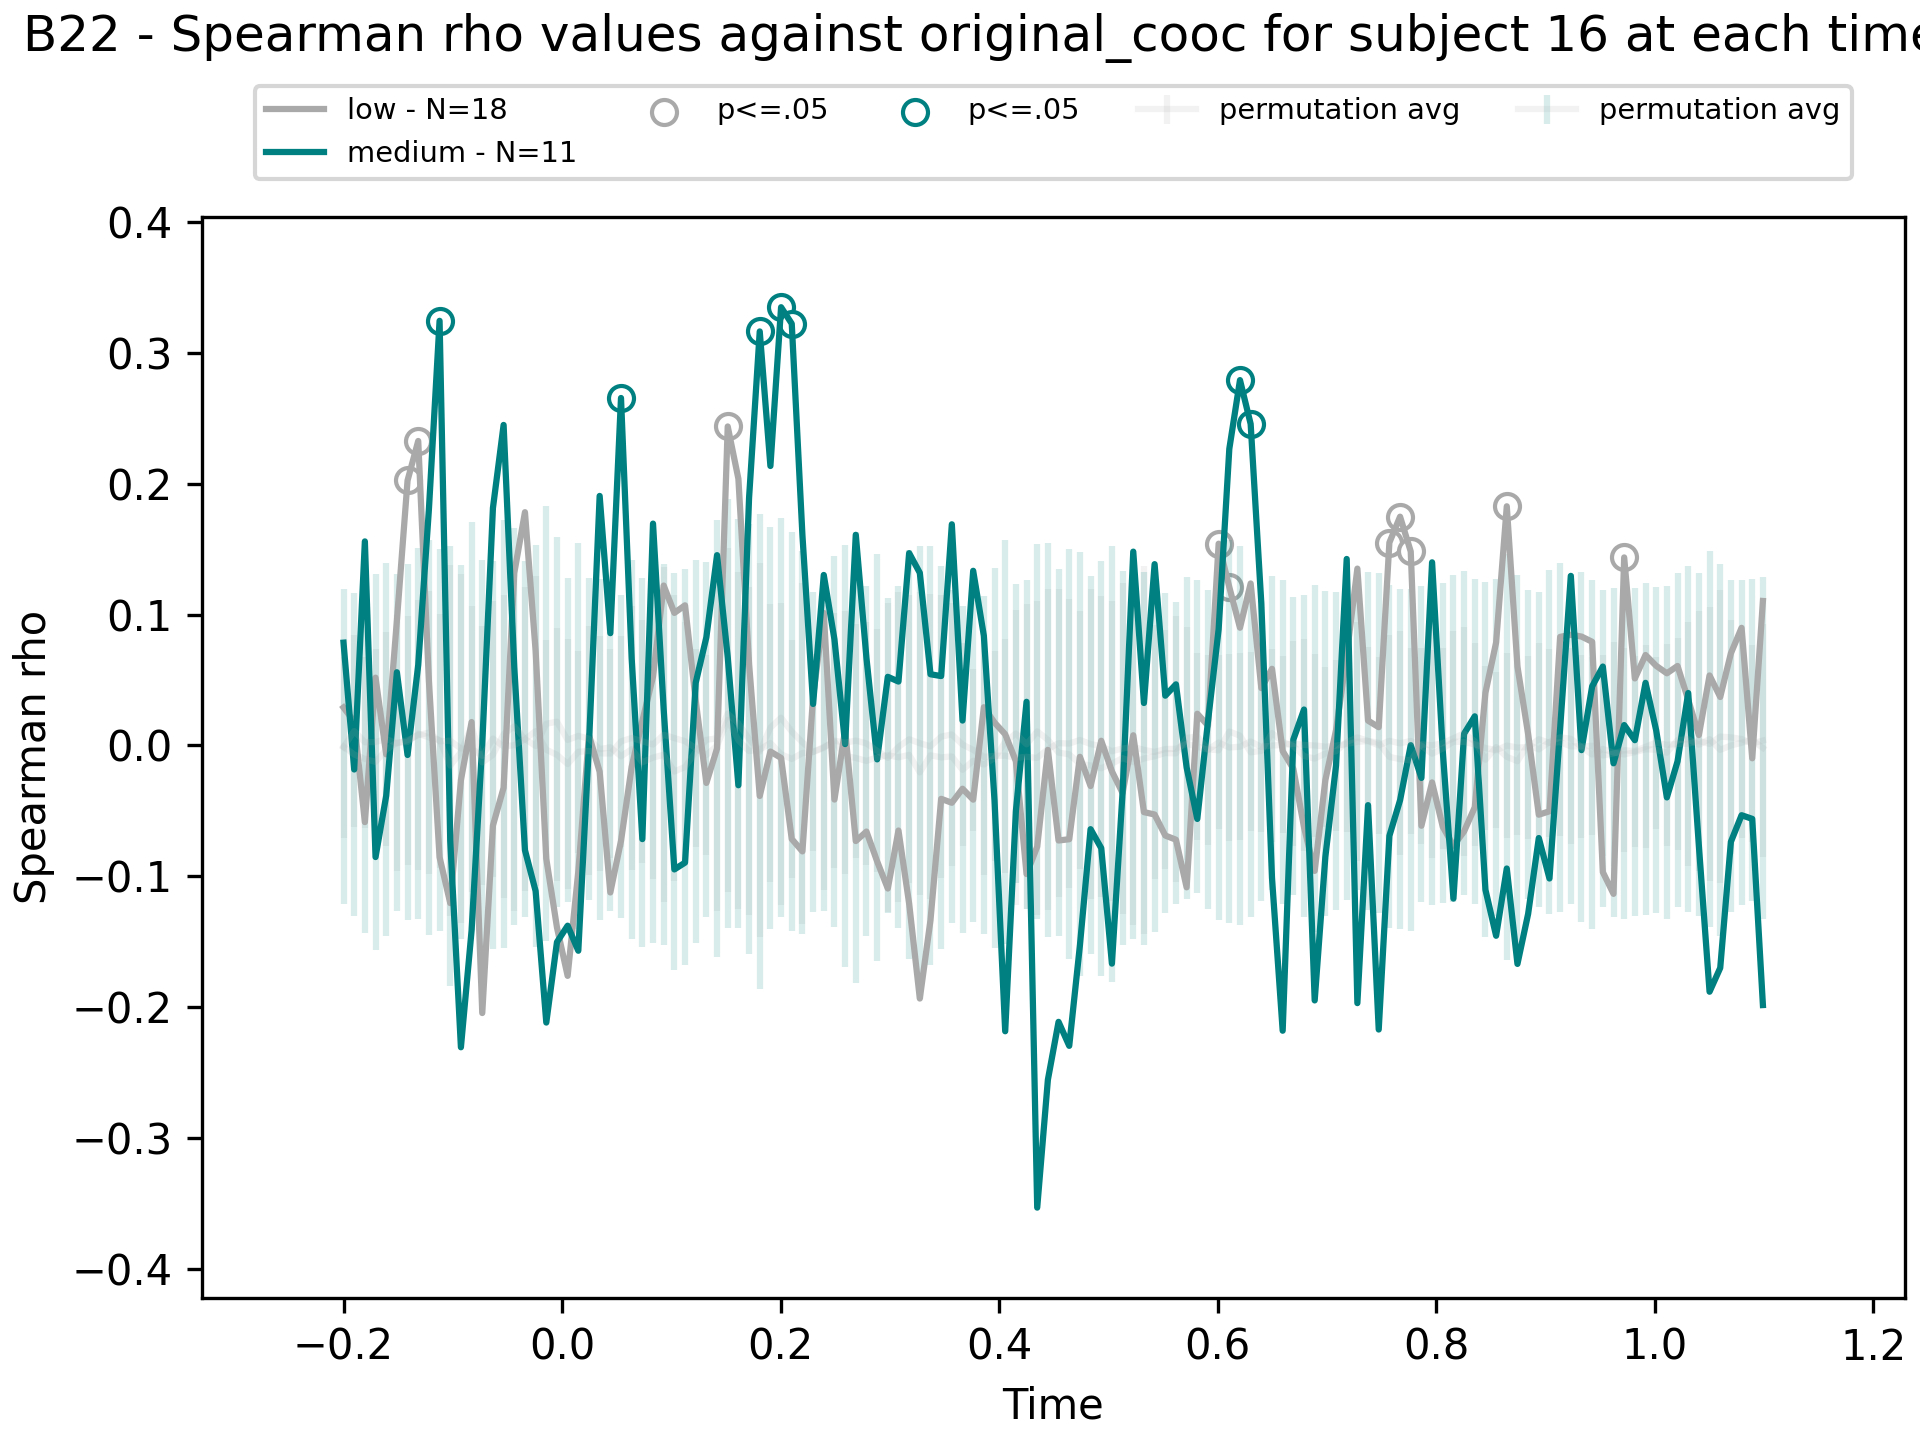 B22 - Spearman rho values against original_cooc for subject 16 at each time
low - N=18
medium - N=11
p<=.05
p<=.05
permutation avg
permutation avg
0.4
0.3
0.2
0.1
0.0
−0.1
−0.2
−0.3
−0.4
Spearman rho
−0.2 0.0 0.2 0.4 0.6 0.8 1.0 1.2
Time